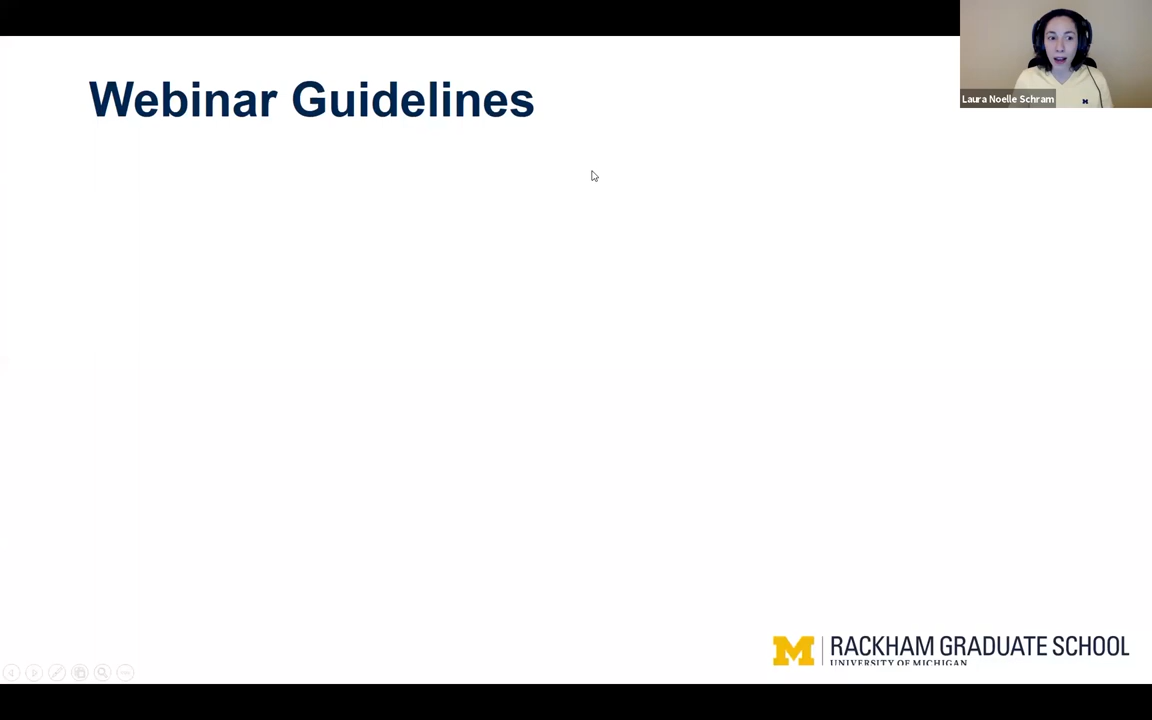 Webinar Guidelines
Laura Noelle Schram
M
RACKHAM GRADUATE SCHOOL
UNIVERSITY OF MICHIGAN